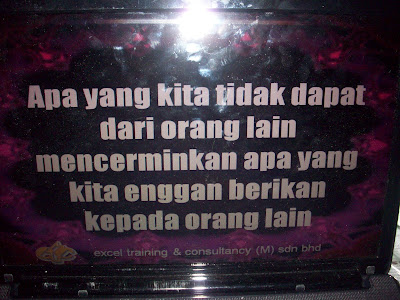 Apa yang kita tidak dapat
dari orang lain
mencerminkan apa yang
kita enggan berikan
kepada orang lain
excel training & consultancy (M) sdn bhd